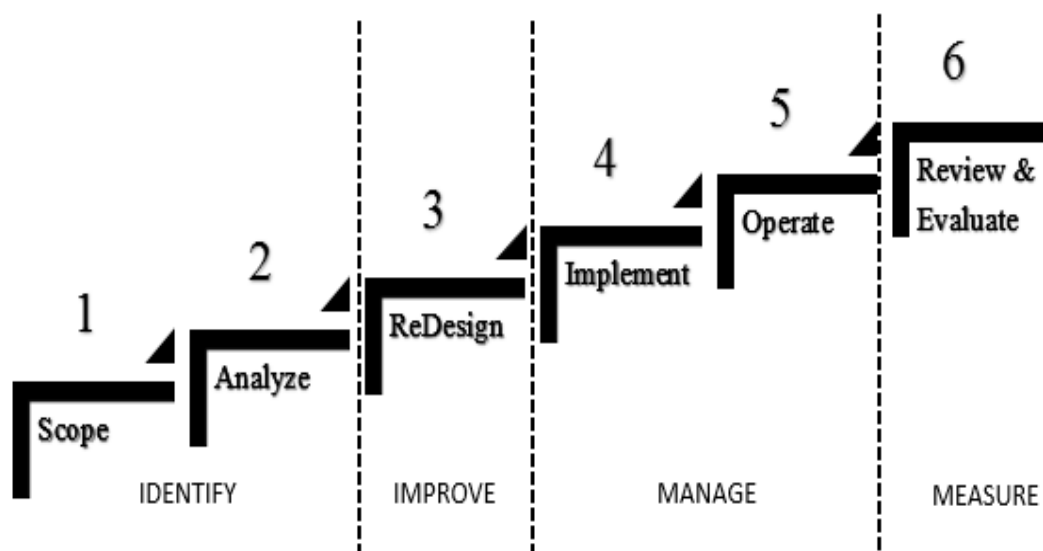 1
Scope
2
Analyze
3
ReDesign
4
Implement
5
Operate
6
Review &
Evaluate
IDENTIFY
IMPROVE
MANAGE
MEASURE